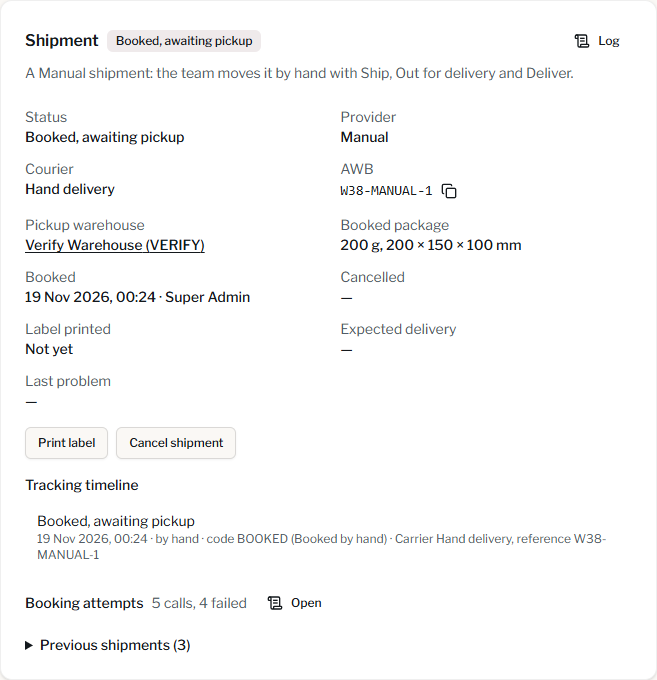 Shipment Booked, awaiting pickup Log
A Manual shipment: the team moves it by hand with Ship, Out for delivery and Deliver.
Status Provider
Booked, awaiting pickup Manual
Courier AWB
Hand delivery W38-MANUAL-1
Pickup warehouse Booked package
Verify Warehouse (VERIFY) 200 g, 200 × 150 × 100 mm
Booked Cancelled
19 Nov 2026, 00:24 · Super Admin —
Label printed Expected delivery
Not yet —
Last problem
—
Print label Cancel shipment
Tracking timeline
Booked, awaiting pickup
19 Nov 2026, 00:24 · by hand · code BOOKED (Booked by hand) · Carrier Hand delivery, reference W38-
MANUAL-1
Booking attempts 5 calls, 4 failed Open
Previous shipments (3)